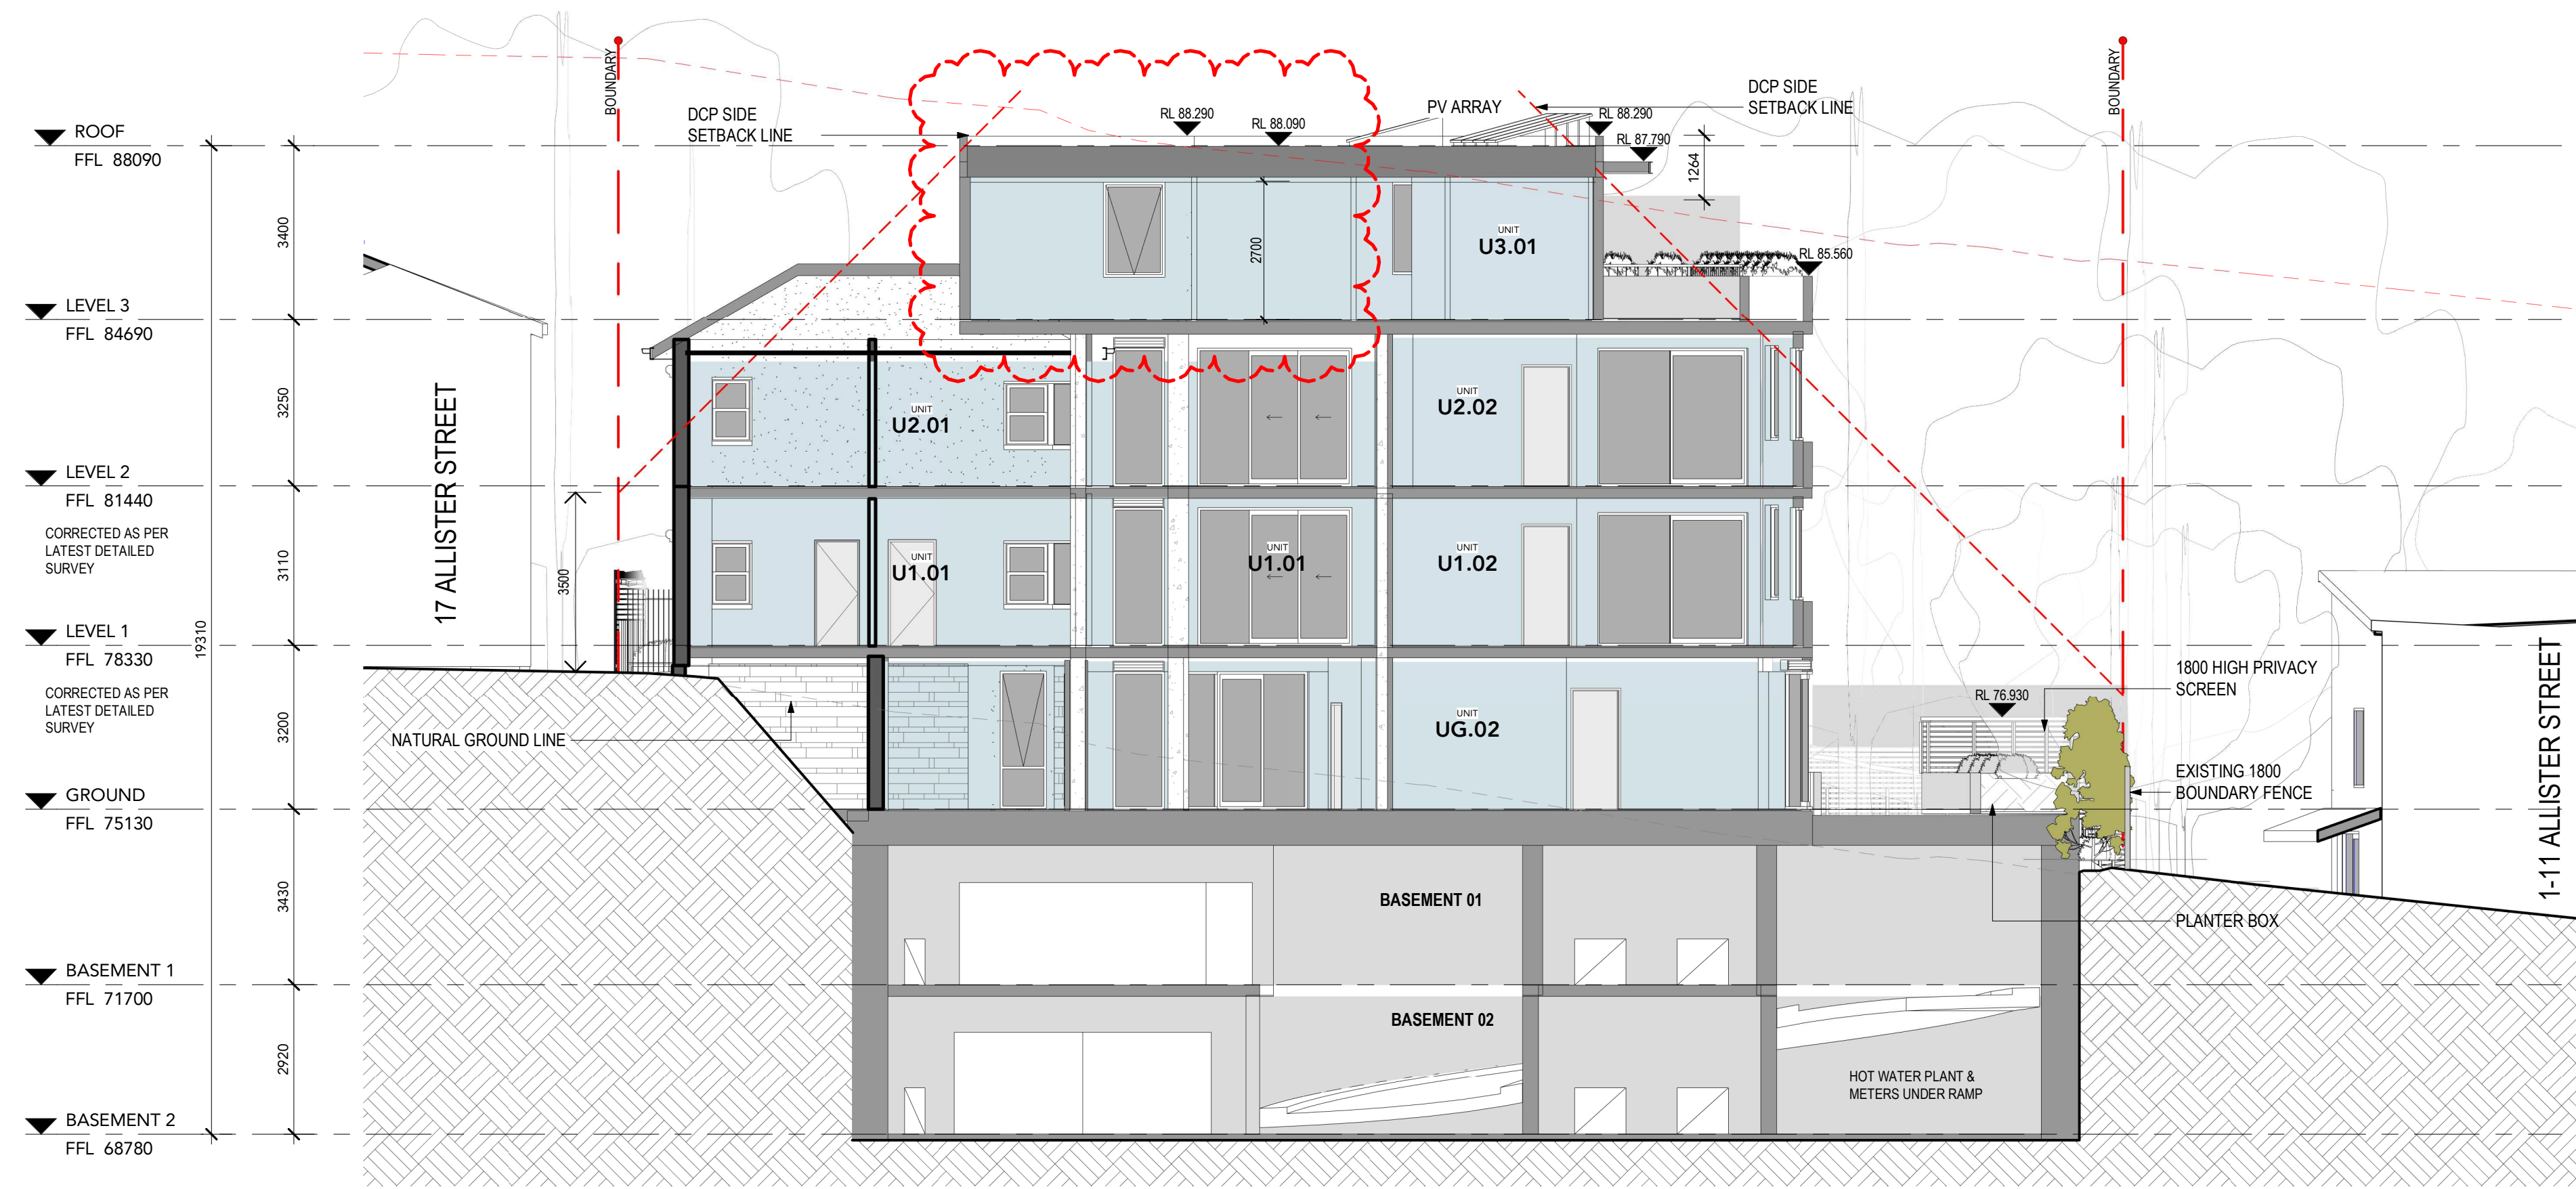 ROOF
FFL 88090
LEVEL 3
FFL 84690
LEVEL 2
FFL 81440
CORRECTED AS PER
LATEST DETAILED
SURVEY
LEVEL 1
FFL 78330
CORRECTED AS PER
LATEST DETAILED
SURVEY
GROUND
FFL 75130
BASEMENT 1
FFL 71700
BASEMENT 2
FFL 68780
19310
3400
3250
3110
3200
3430
2920
17 ALLISTER STREET
3500
BOUNDARY
DCP SIDE
SETBACK LINE
RL 88.290
RL 88.090
PV ARRAY
RL 88.290
RL 87.790
1264
DCP SIDE
SETBACK LINE
BOUNDARY
2700
UNIT
U3.01
RL 85.560
UNIT
U2.01
UNIT
U2.02
UNIT
U1.01
UNIT
U1.01
UNIT
U1.02
NATURAL GROUND LINE
UNIT
UG.02
RL 76.930
1800 HIGH PRIVACY
SCREEN
EXISTING 1800
BOUNDARY FENCE
PLANTER BOX
1-11 ALLISTER STREET
BASEMENT 01
BASEMENT 02
HOT WATER PLANT &
METERS UNDER RAMP